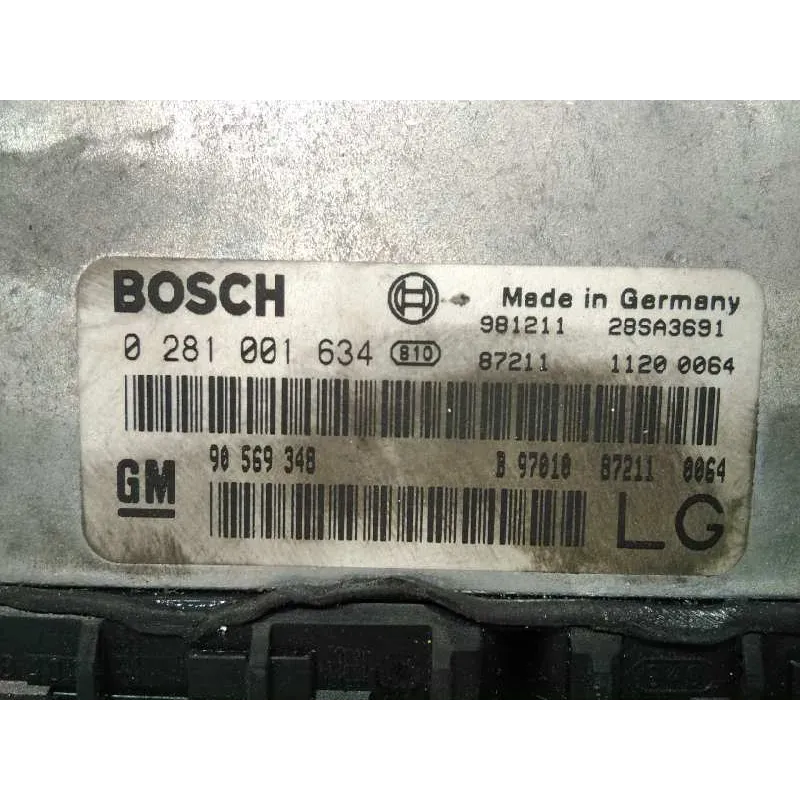 BOSCH Made in Germany
981211 28SA3691
0 281 001 634 810 87211 1120 0064
90 569 348 B 97010 87211 0064
GM LG